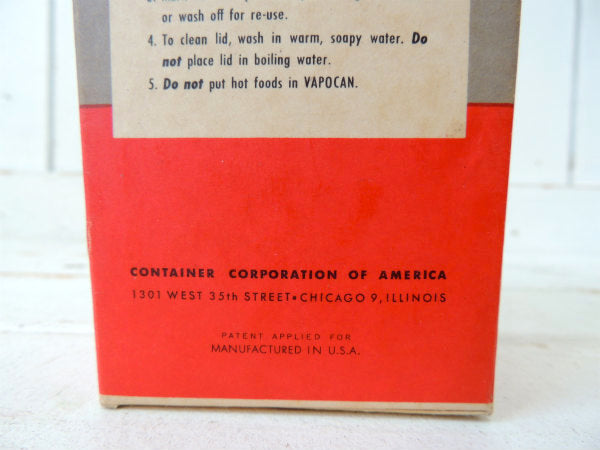 or wash off for re-use.
4. To clean lid, wash in warm, soapy water. Do
not place lid in boiling water.
5. Do not put hot foods in VAPOCAN.
CONTAINER CORPORATION OF AMERICA
1301 WEST 35th STREET•CHICAGO 9, ILLINOIS
PATENT APPLIED FOR
MANUFACTURED IN U.S.A.